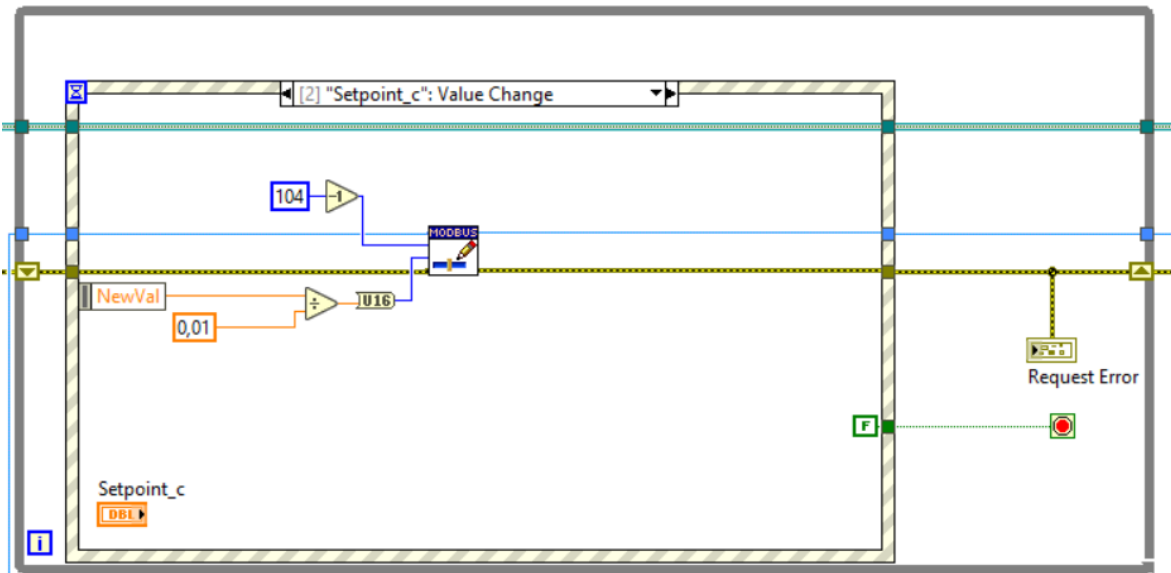 [2] "Setpoint_c": Value Change
104
-1
MODBUS
NewVal
÷
U16
0,01
Request Error
F
Setpoint_c
DBL
i